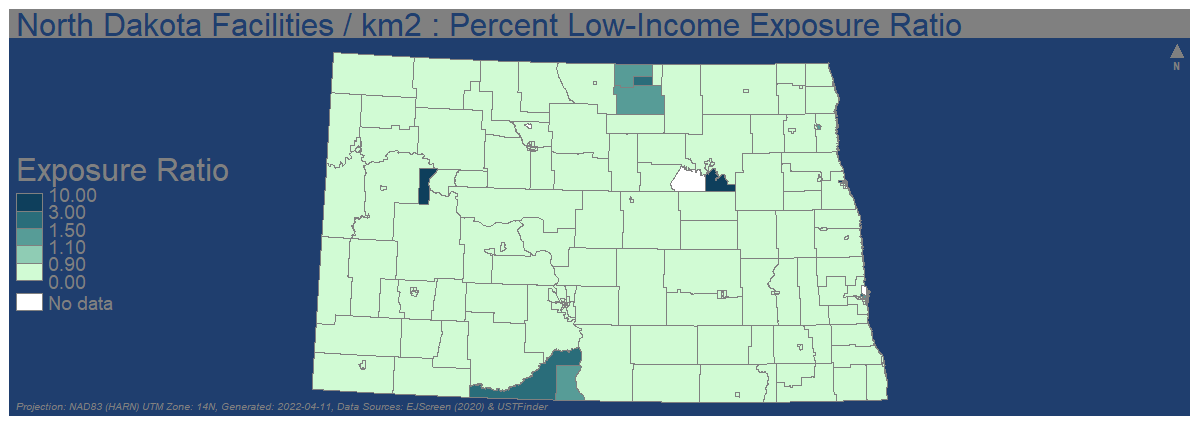 North Dakota Facilities / km2 : Percent Low-Income Exposure Ratio
N
Exposure Ratio
10.00
3.00
1.50
1.10
0.90
0.00
No data
Projection: NAD83 (HARN) UTM Zone: 14N, Generated: 2022-04-11, Data Sources: EJScreen (2020) & USTFinder